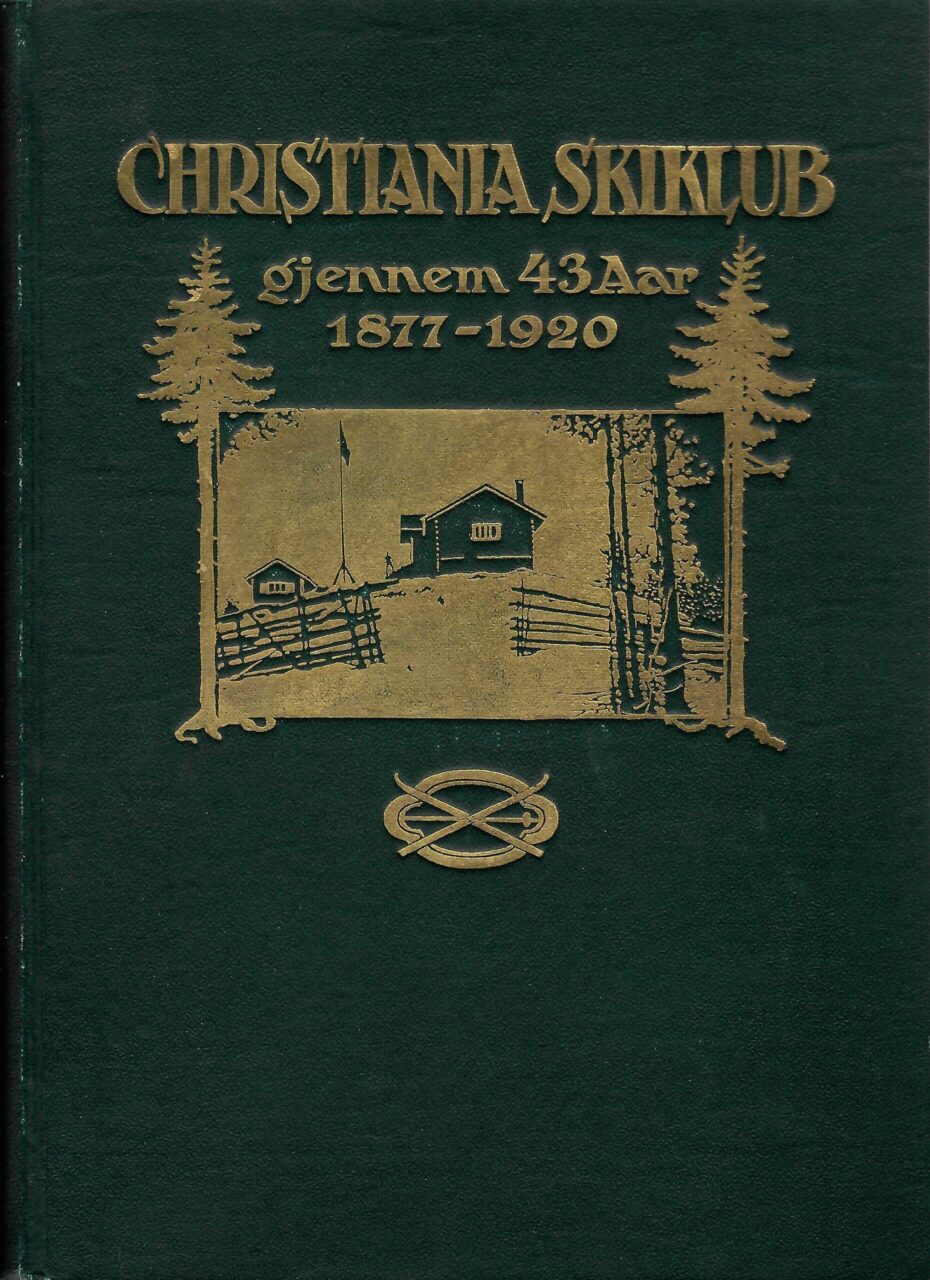 CHRISTIANIA SKIKLUB
gjennem 43 Aar
1877-1920